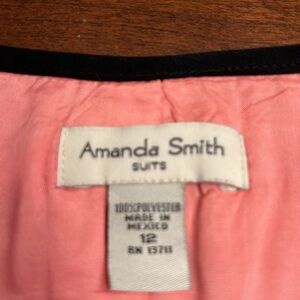 Amanda Smith
SUITS
100%POLYESTER
MADE IN
MEXICO
12
RN 13711